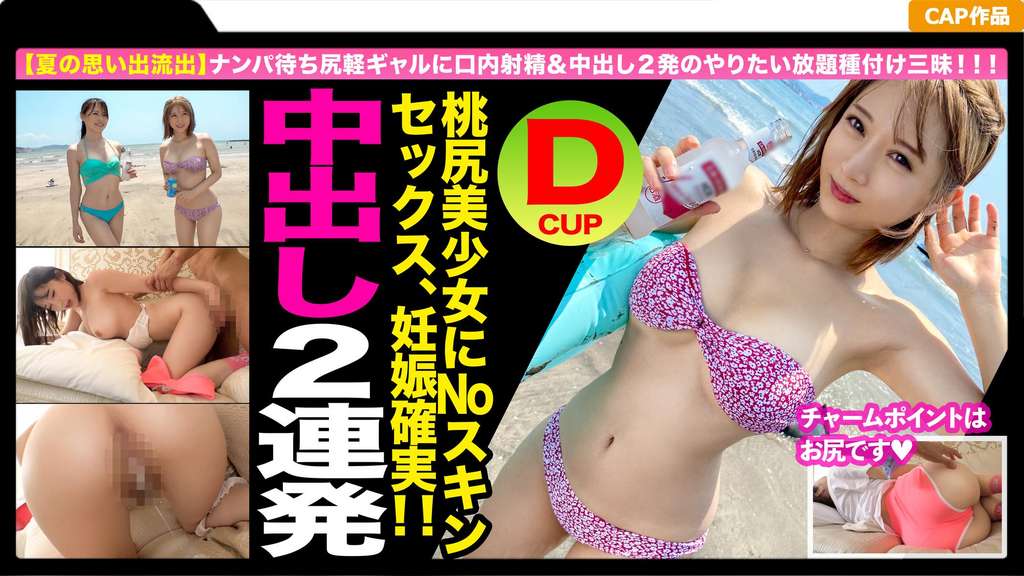 CAP作品
【夏の思い出流出】ナンパ待ち尻軽ギャルに口内射精&中出し2発のやりたい放題種付け三昧!!!
桃尻美少女にNoスキン
セックス、妊娠確実!!
中出し2連発
D
CUP
チャームポイントは
お尻です♥